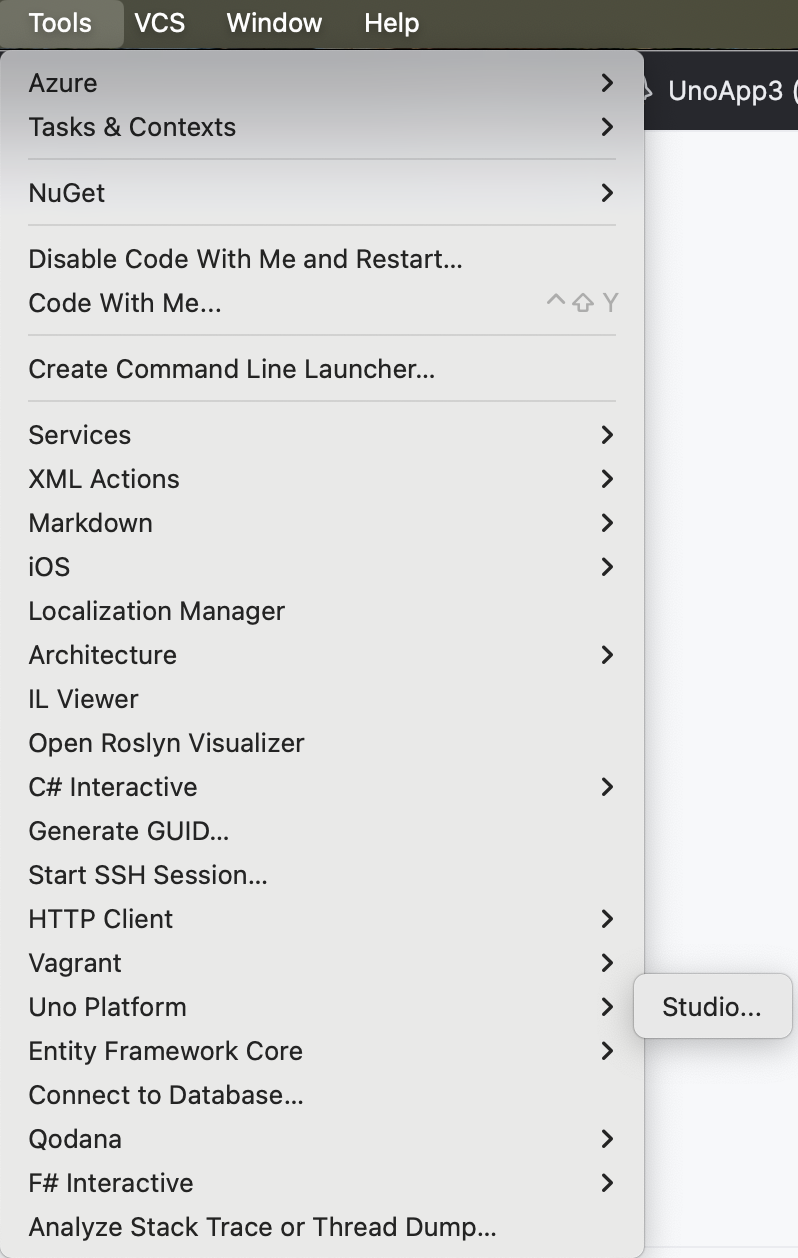 Tools VCS Window Help
UnoApp3 (
Azure
Tasks & Contexts
NuGet
Disable Code With Me and Restart...
Code With Me... ^⇧ Y
Create Command Line Launcher...
Services
XML Actions
Markdown
iOS
Localization Manager
Architecture
IL Viewer
Open Roslyn Visualizer
C# Interactive
Generate GUID...
Start SSH Session...
HTTP Client
Vagrant
Uno Platform
Studio...
Entity Framework Core
Connect to Database...
Qodana
F# Interactive
Analyze Stack Trace or Thread Dump...